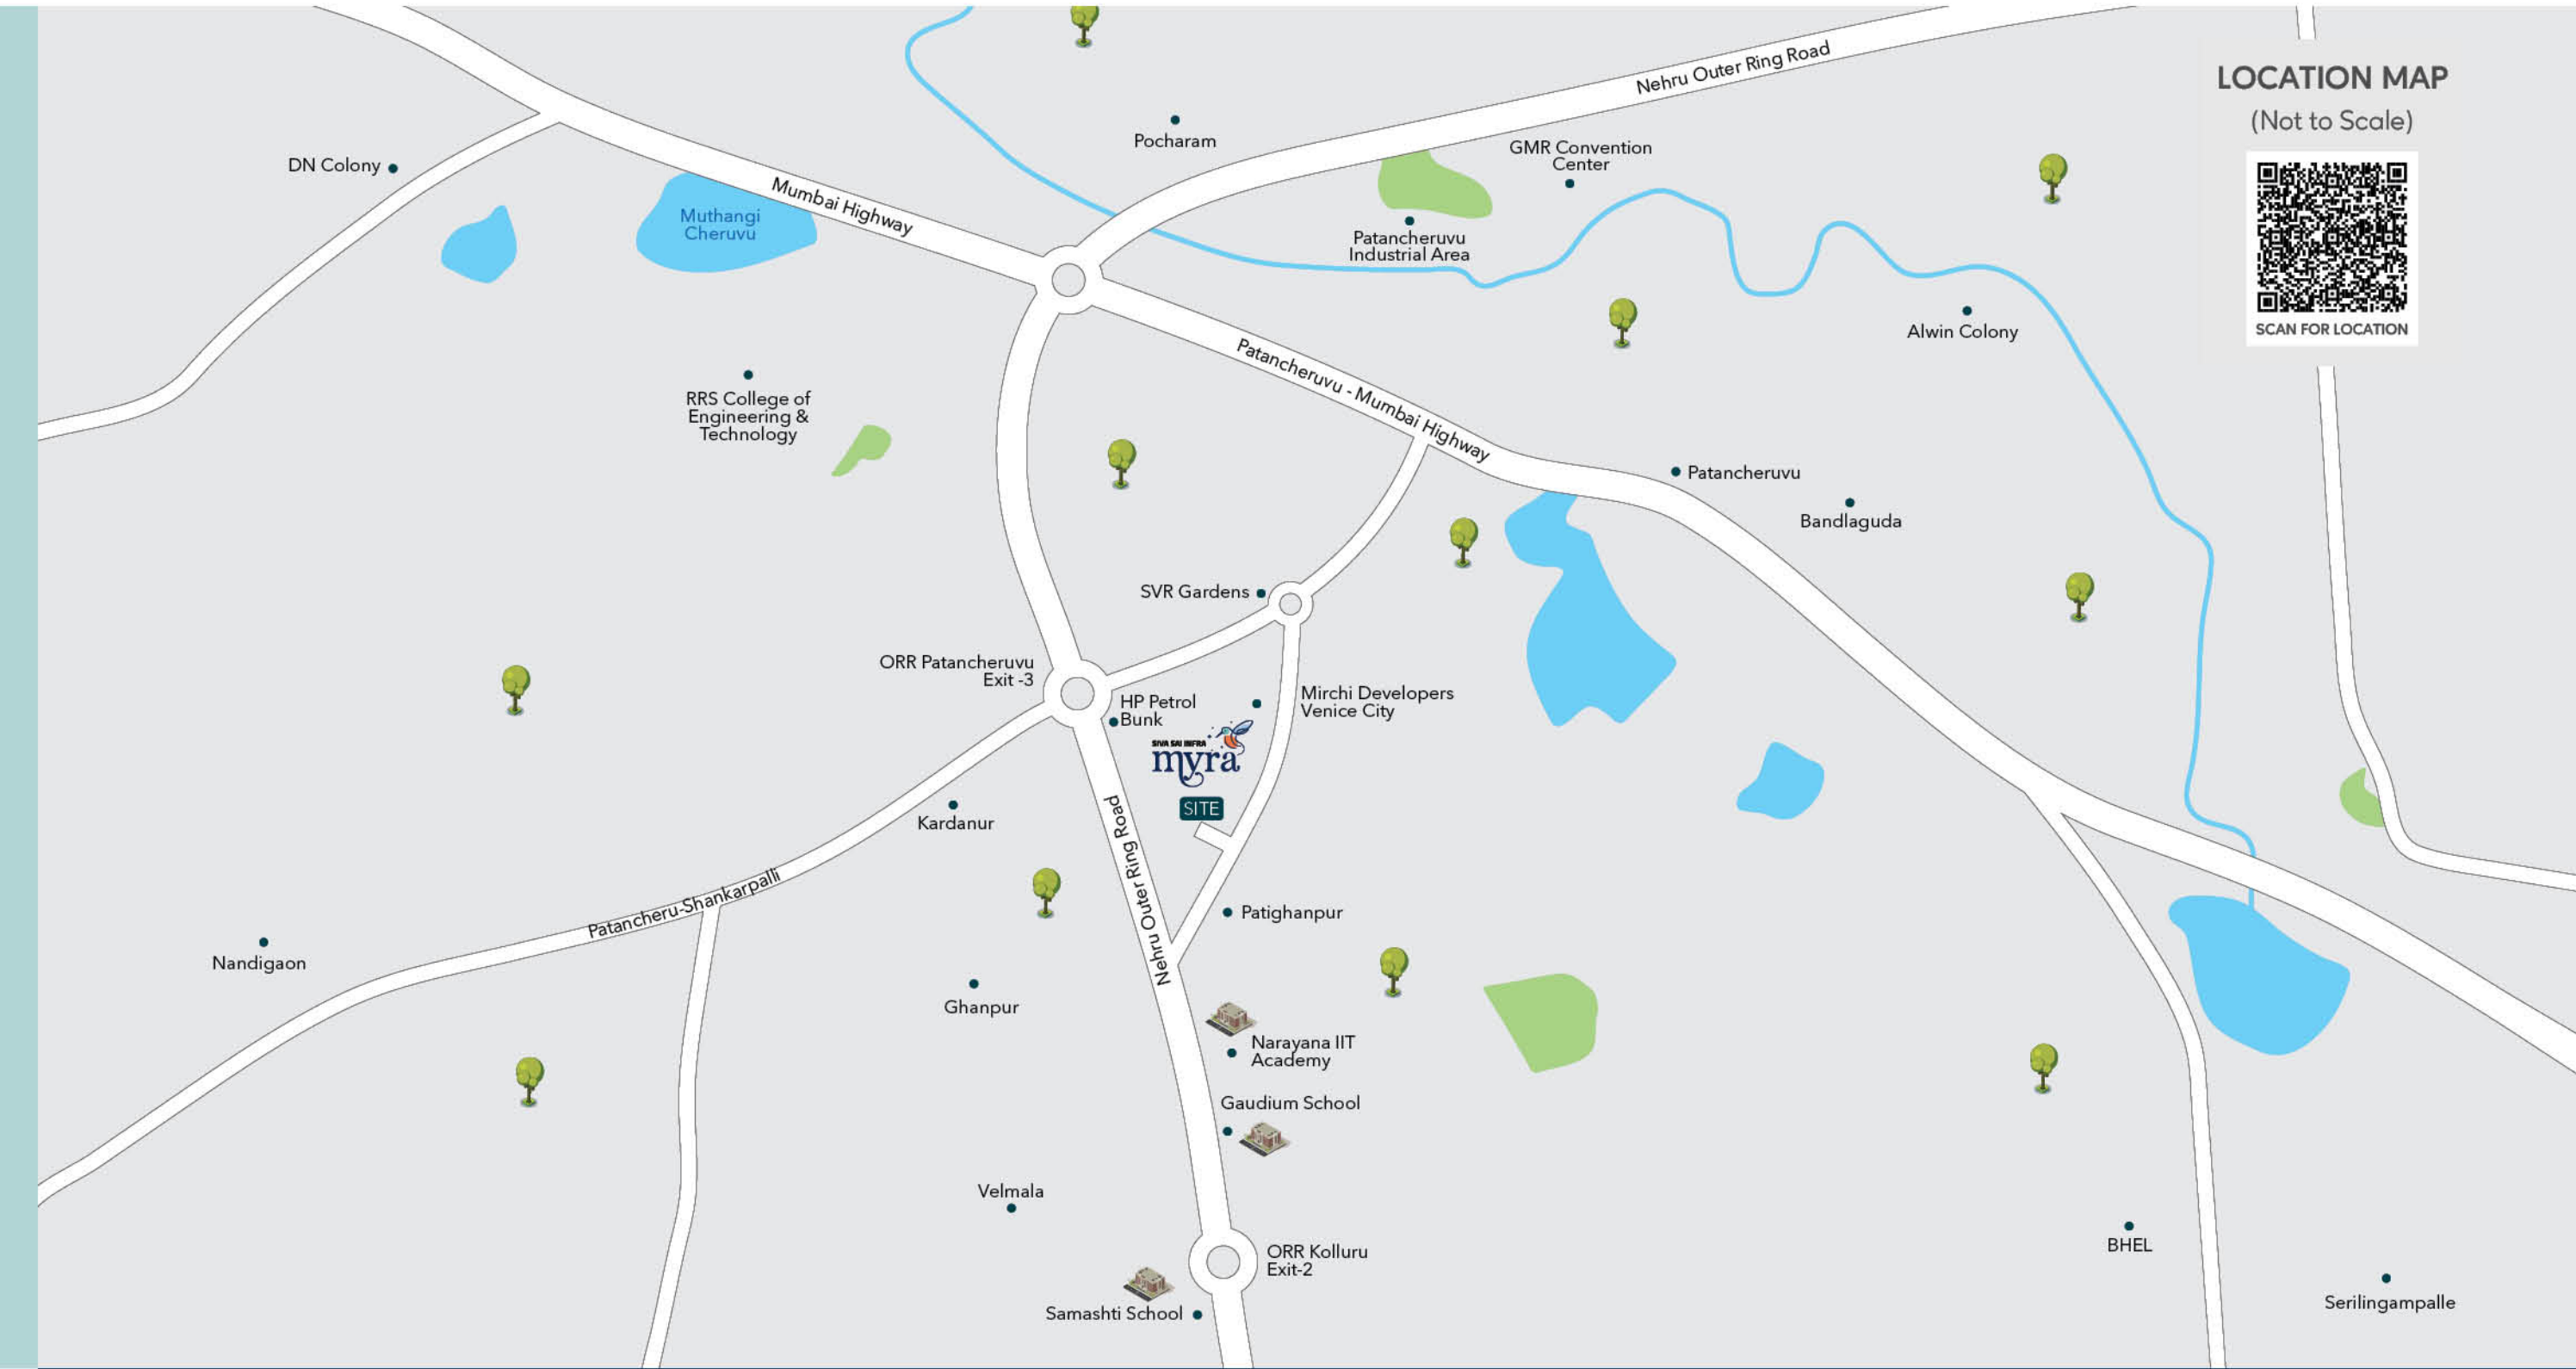 LOCATION MAP
(Not to Scale)
SCAN FOR LOCATION
Nehru Outer Ring Road
Pocharam
GMR Convention
Center
DN Colony
Mumbai Highway
Muthangi
Cheruvu
Patancheruvu
Industrial Area
Alwin Colony
Patancheruvu - Mumbai Highway
RRS College of
Engineering &
Technology
Patancheruvu
Bandlaguda
SVR Gardens
ORR Patancheruvu
Exit -3
HP Petrol
Bunk
Mirchi Developers
Venice City
SIVA SAI INFRA
myra
SITE
Kardanur
Nehru Outer Ring Road
Patancheru-Shankarpalli
Patighanpur
Nandigaon
Ghanpur
Narayana IIT
Academy
Gaudium School
Velmala
ORR Kolluru
Exit-2
BHEL
Samashti School
Serilingampalle